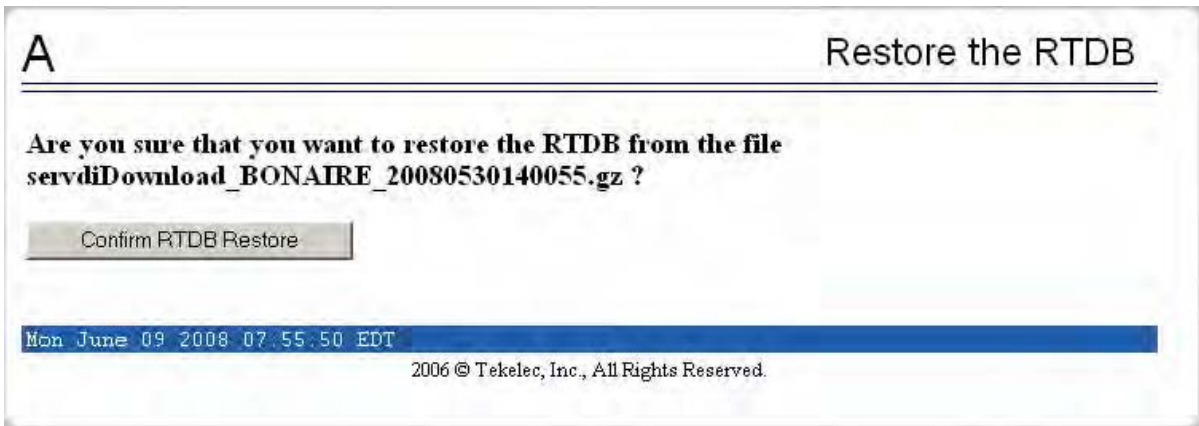 A
Restore the RTDB
Are you sure that you want to restore the RTDB from the file
servdiDownload_BONAIRE_20080530140055.gz ?
Confirm RTDB Restore
Mon June 09 2008 07:55:50 EDT
2006 © Tekelec, Inc., All Rights Reserved.